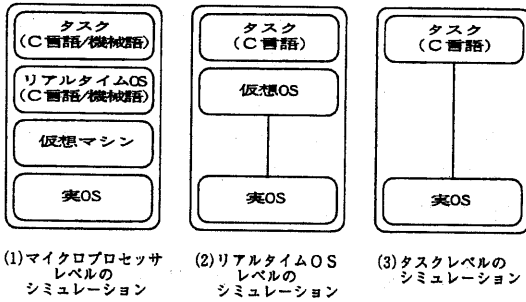 タスク
(C言語/機械語)
リアルタイムOS
(C言語/機械語)
仮想マシン
実OS
(1)マイクロプロセッサ
レベルの
シミュレーション
タスク
(C言語)
仮想OS
実OS
(2)リアルタイムOS
レベルの
シミュレーション
タスク
(C言語)
実OS
(3)タスクレベルの
シミュレーション